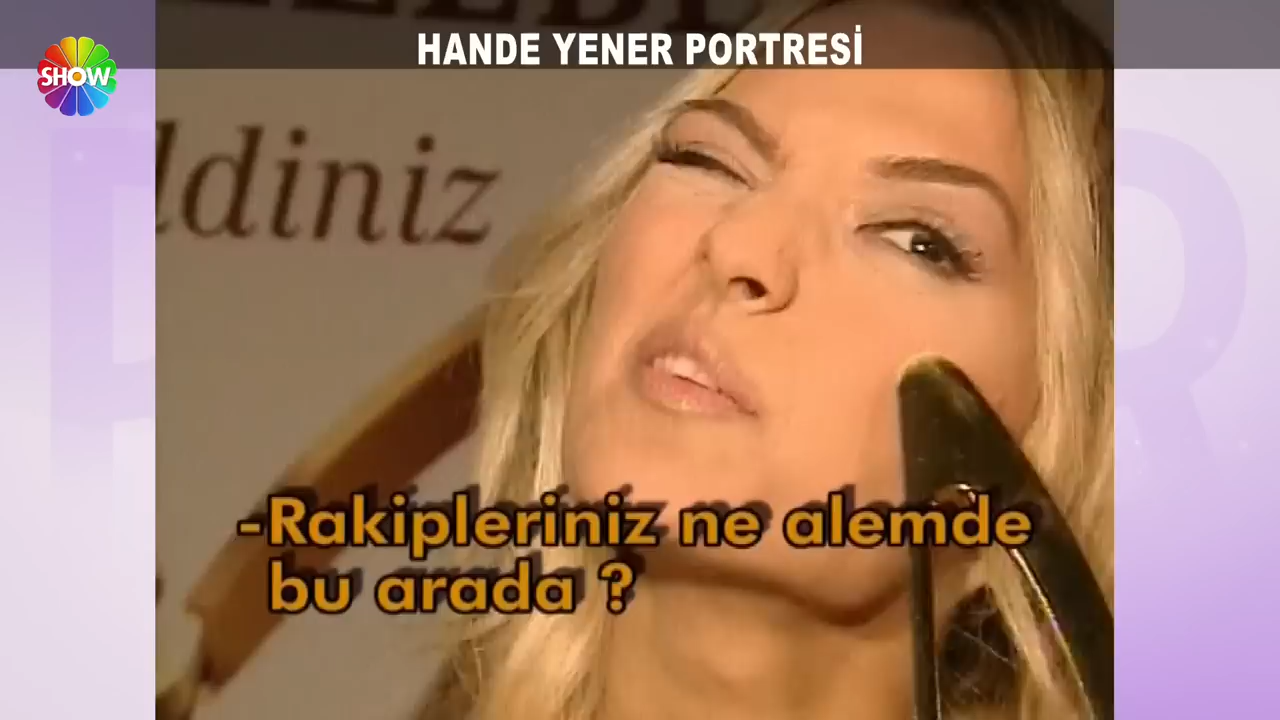 HANDE YENER PORTRESİ
SHOW
ldiniz
-Rakipleriniz ne alemde
bu arada ?